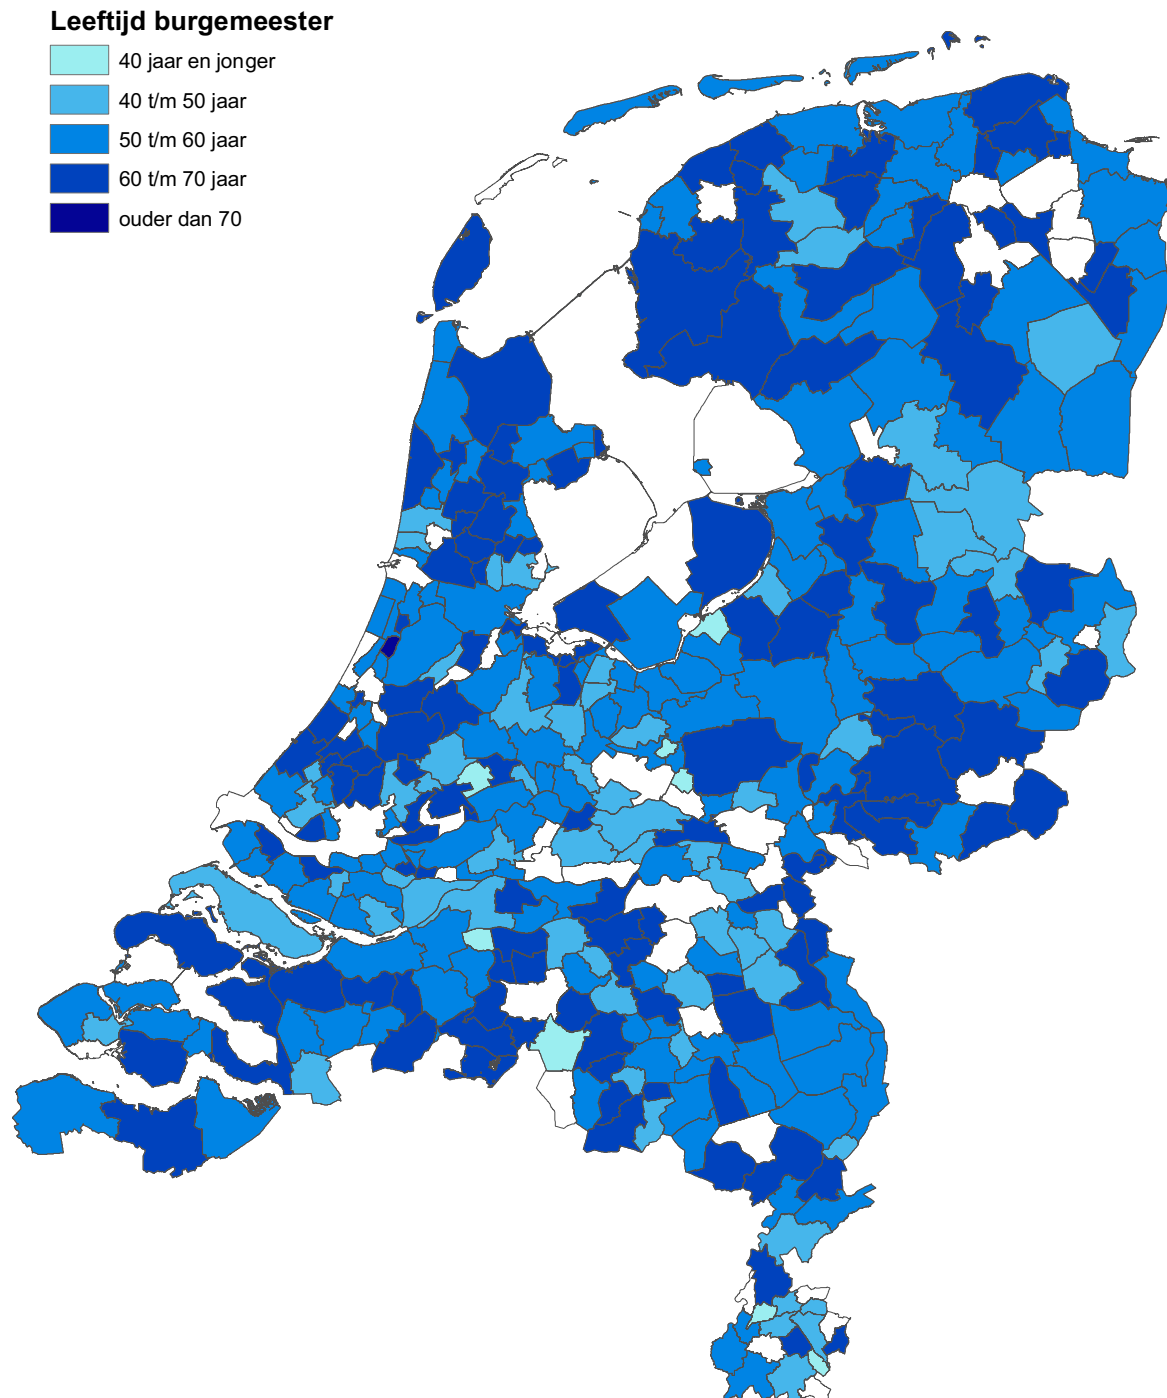 Leeftijd burgemeester
40 jaar en jonger
40 t/m 50 jaar
50 t/m 60 jaar
60 t/m 70 jaar
ouder dan 70